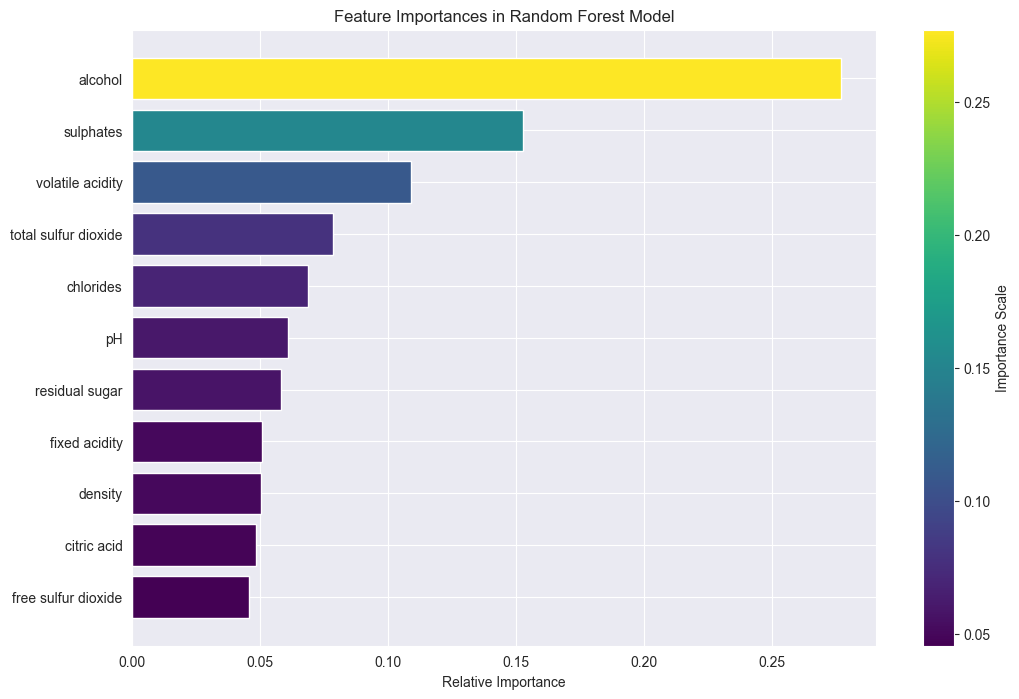 Feature Importances in Random Forest Model
alcohol
sulphates
volatile acidity
total sulfur dioxide
chlorides
pH
residual sugar
fixed acidity
density
citric acid
free sulfur dioxide
0.00 0.05 0.10 0.15 0.20 0.25
Relative Importance
0.25
0.20
0.15
0.10
0.05
Importance Scale